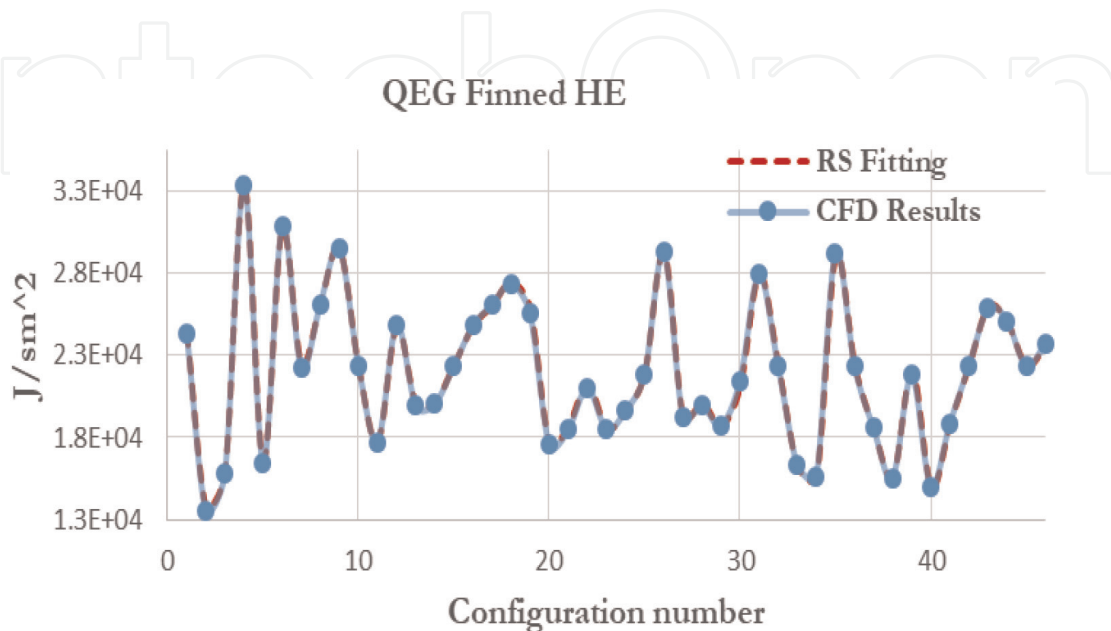 ntechOpen
QEG Finned HE
RS Fitting
CFD Results
3.3E+04
2.8E+04
2.3E+04
1.8E+04
1.3E+04
J/sm^2
0 10 20 30 40
Configuration number